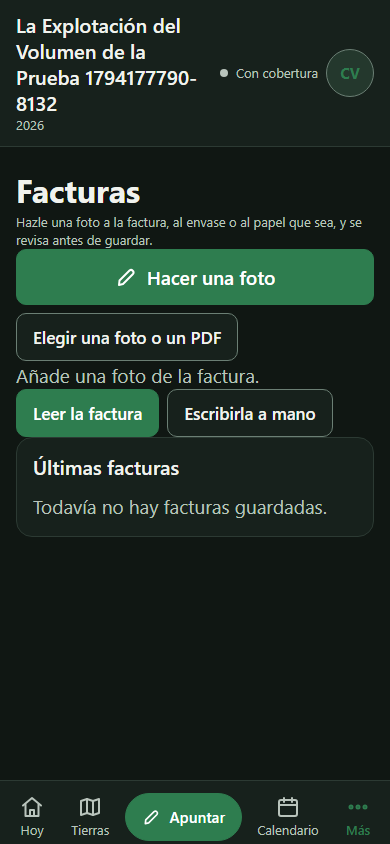 La Explotación del
Volumen de la
Prueba 1794177790-
8132
2026
Con cobertura
CV
Facturas
Hazle una foto a la factura, al envase o al papel que sea, y se
revisa antes de guardar.
Hacer una foto
Elegir una foto o un PDF
Añade una foto de la factura.
Leer la factura
Escribirla a mano
Últimas facturas
Todavía no hay facturas guardadas.
Hoy
Tierras
Apuntar
Calendario
Más